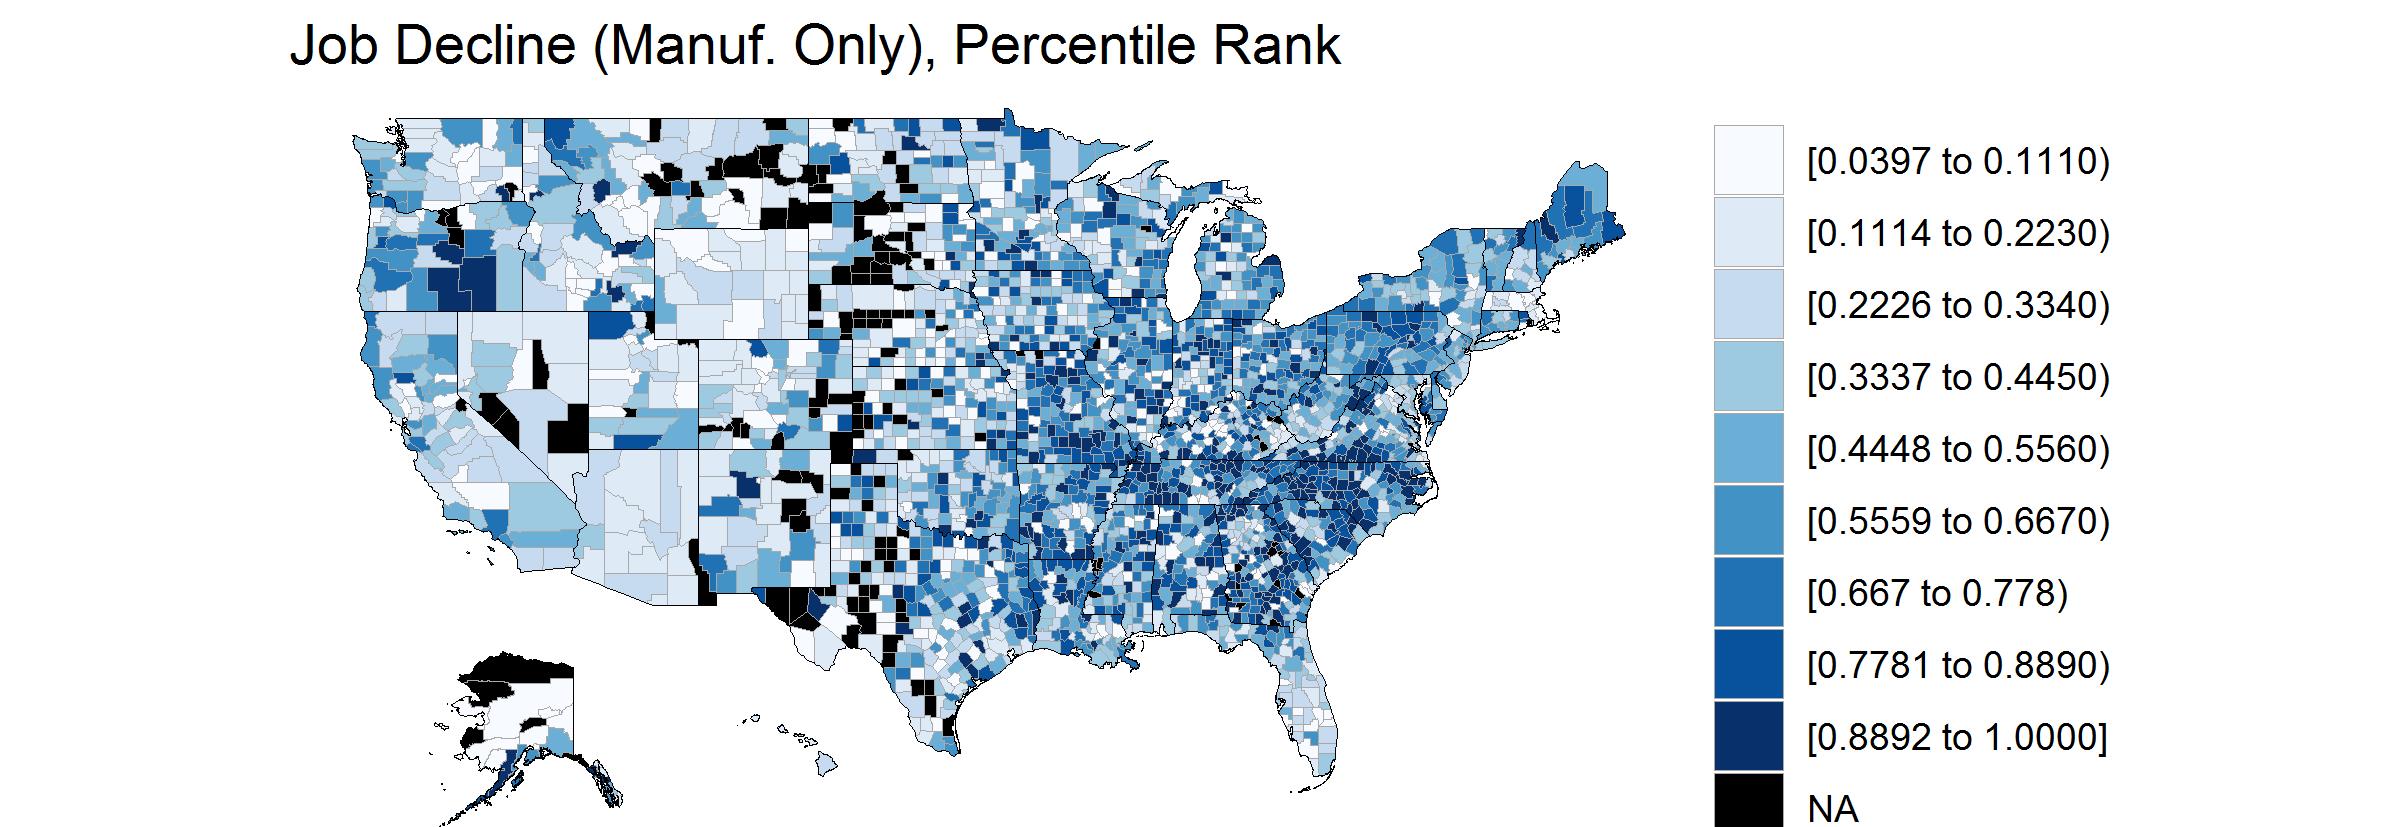 Job Decline (Manuf. Only), Percentile Rank
[0.0397 to 0.1110)
[0.1114 to 0.2230)
[0.2226 to 0.3340)
[0.3337 to 0.4450)
[0.4448 to 0.5560)
[0.5559 to 0.6670)
[0.667 to 0.778)
[0.7781 to 0.8890)
[0.8892 to 1.0000]
NA